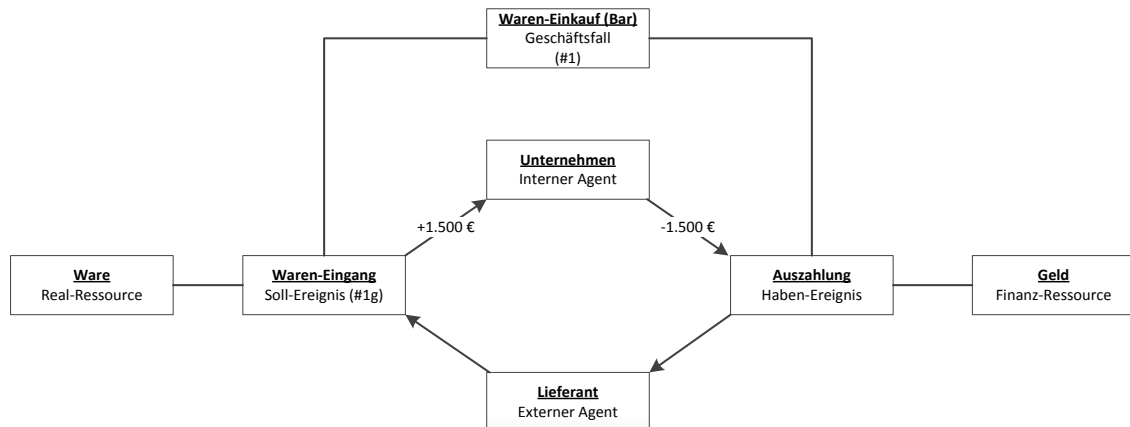 Waren-Einkauf (Bar)
Geschäftsfall
(#1)
Unternehmen
Interner Agent
+1.500 €
-1.500 €
Ware
Real-Ressource
Waren-Eingang
Soll-Ereignis (#1g)
Auszahlung
Haben-Ereignis
Geld
Finanz-Ressource
Lieferant
Externer Agent